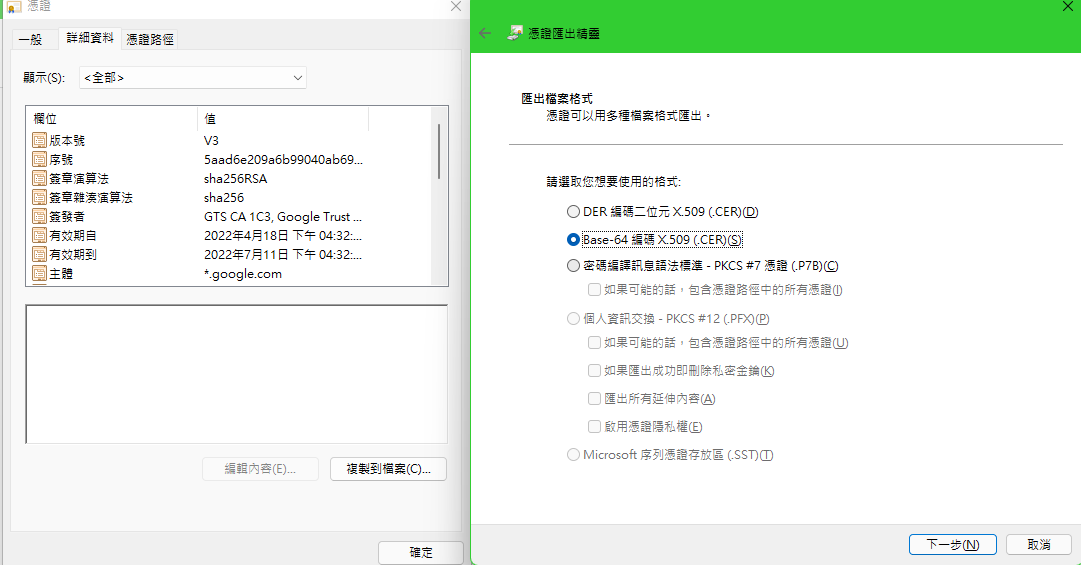 憑證
一般
詳細資料
憑證路徑
顯示(S):
<全部>
欄位
值
版本號
V3
序號
5aad6e209a6b99040ab69...
簽章演算法
sha256RSA
簽章雜湊演算法
sha256
簽發者
GTS CA 1C3, Google Trust ...
有效期自
2022年4月18日 下午 04:32:...
有效期到
2022年7月11日 下午 04:32:...
主體
*.google.com
編輯內容(E)...
複製到檔案(C)...
確定
憑證匯出精靈
匯出檔案格式
憑證可以用多種檔案格式匯出。
請選取您想要使用的格式:
DER 編碼二位元 X.509 (.CER)(D)
Base-64 編碼 X.509 (.CER)(S)
密碼編譯訊息語法標準 - PKCS #7 憑證 (.P7B)(C)
如果可能的話，包含憑證路徑中的所有憑證(I)
個人資訊交換 - PKCS #12 (.PFX)(P)
如果可能的話，包含憑證路徑中的所有憑證(U)
如果匯出成功即刪除私密金鑰(K)
匯出所有延伸內容(A)
啟用憑證隱私權(E)
Microsoft 序列憑證存放區 (.SST)(T)
下一步(N)
取消